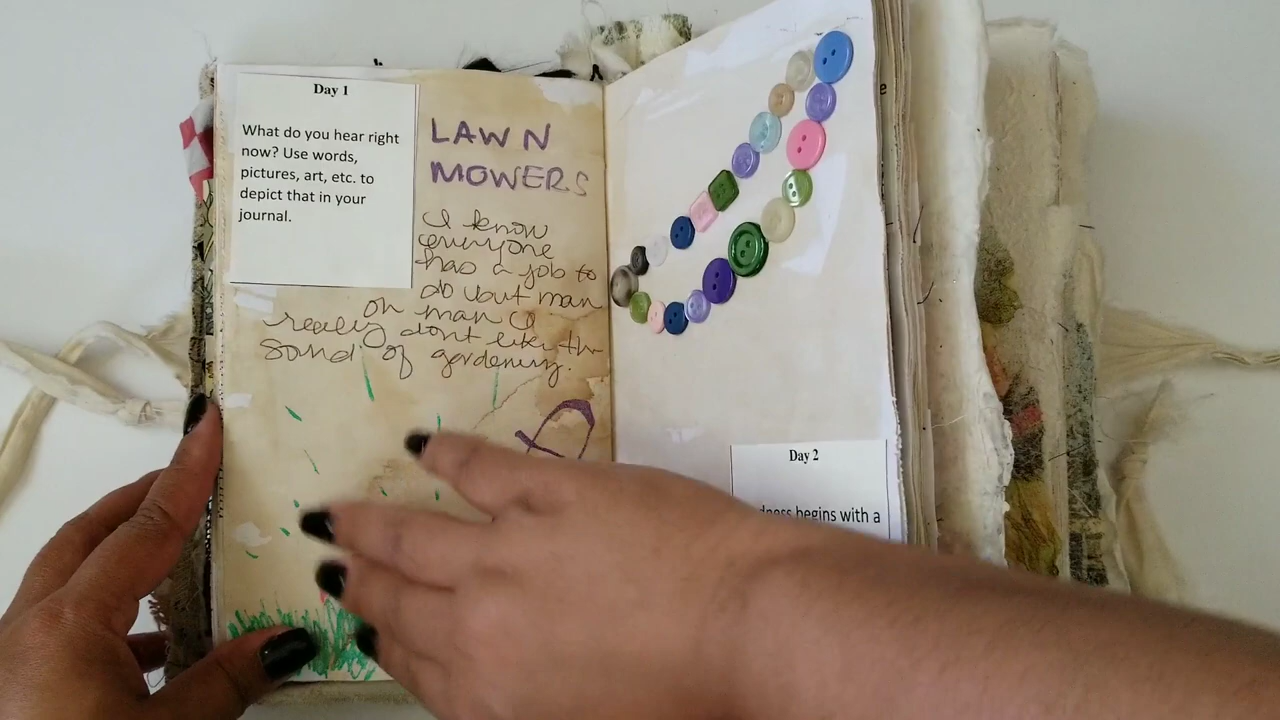 Day 1
What do you hear right
now? Use words,
pictures, art, etc. to
depict that in your
journal.
LAWN
MOWERS
I know
everyone
has a job to
do but man
oh man I
really dont like the
sound of gardening.
Day 2
begins with a